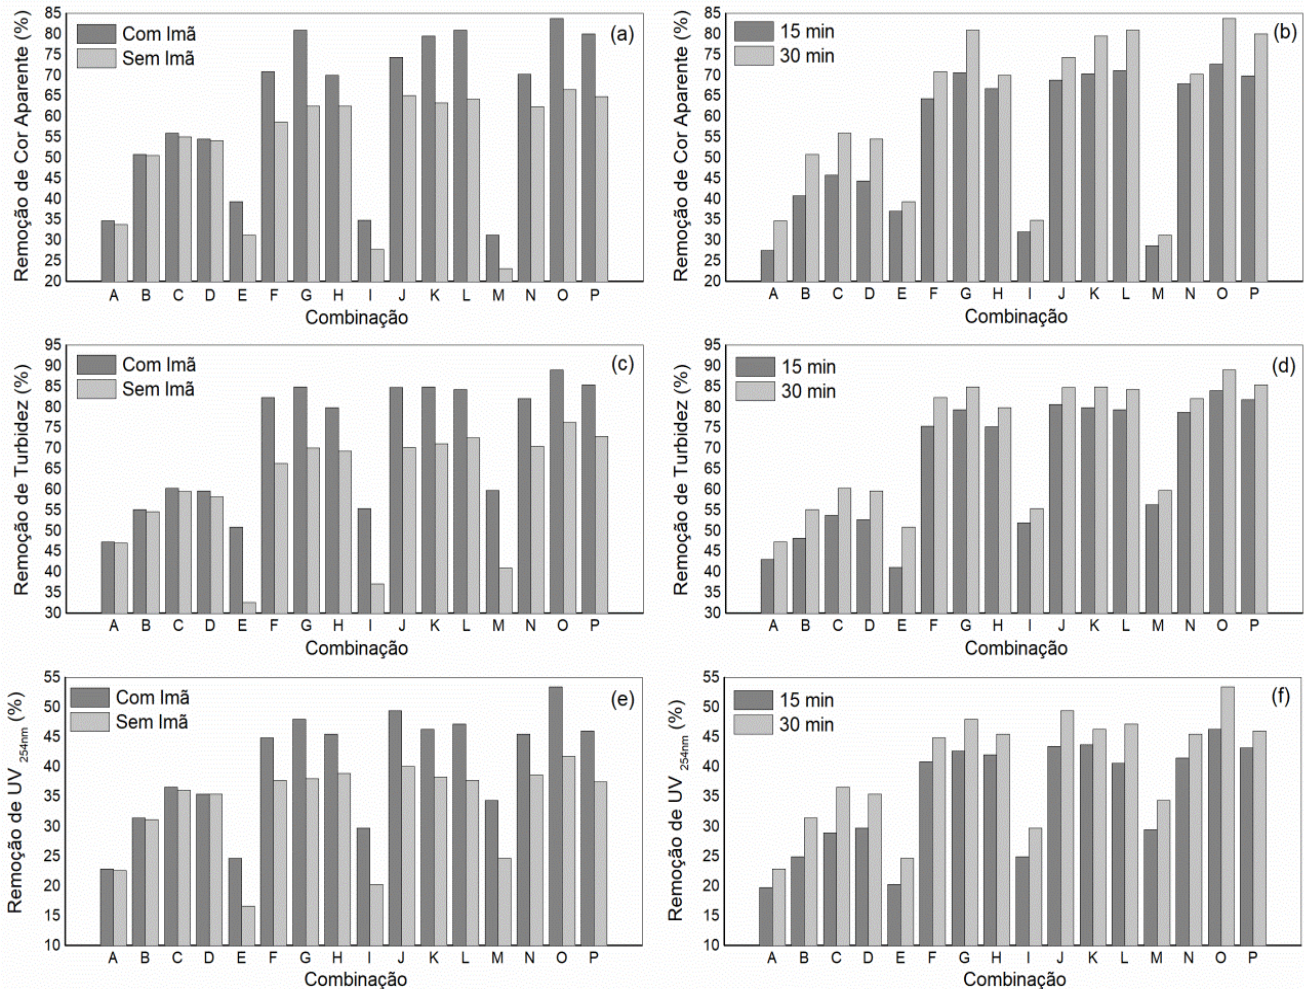 Remoção de Cor Aparente (%)
85
80
75
70
65
60
55
50
45
40
35
30
25
20
Com Imã
Sem Imã
(a)
A B C D E F G H I J K L M N O P
Combinação
Remoção de Cor Aparente (%)
85
80
75
70
65
60
55
50
45
40
35
30
25
20
15 min
30 min
(b)
A B C D E F G H I J K L M N O P
Combinação
Remoção de Turbidez (%)
95
90
85
80
75
70
65
60
55
50
45
40
35
30
Com Imã
Sem Imã
(c)
A B C D E F G H I J K L M N O P
Combinação
Remoção de Turbidez (%)
95
90
85
80
75
70
65
60
55
50
45
40
35
30
15 min
30 min
(d)
A B C D E F G H I J K L M N O P
Combinação
Remoção de UV 254nm (%)
55
50
45
40
35
30
25
20
15
10
Com Imã
Sem Imã
(e)
A B C D E F G H I J K L M N O P
Combinação
Remoção de UV 254nm (%)
55
50
45
40
35
30
25
20
15
10
15 min
30 min
(f)
A B C D E F G H I J K L M N O P
Combinação